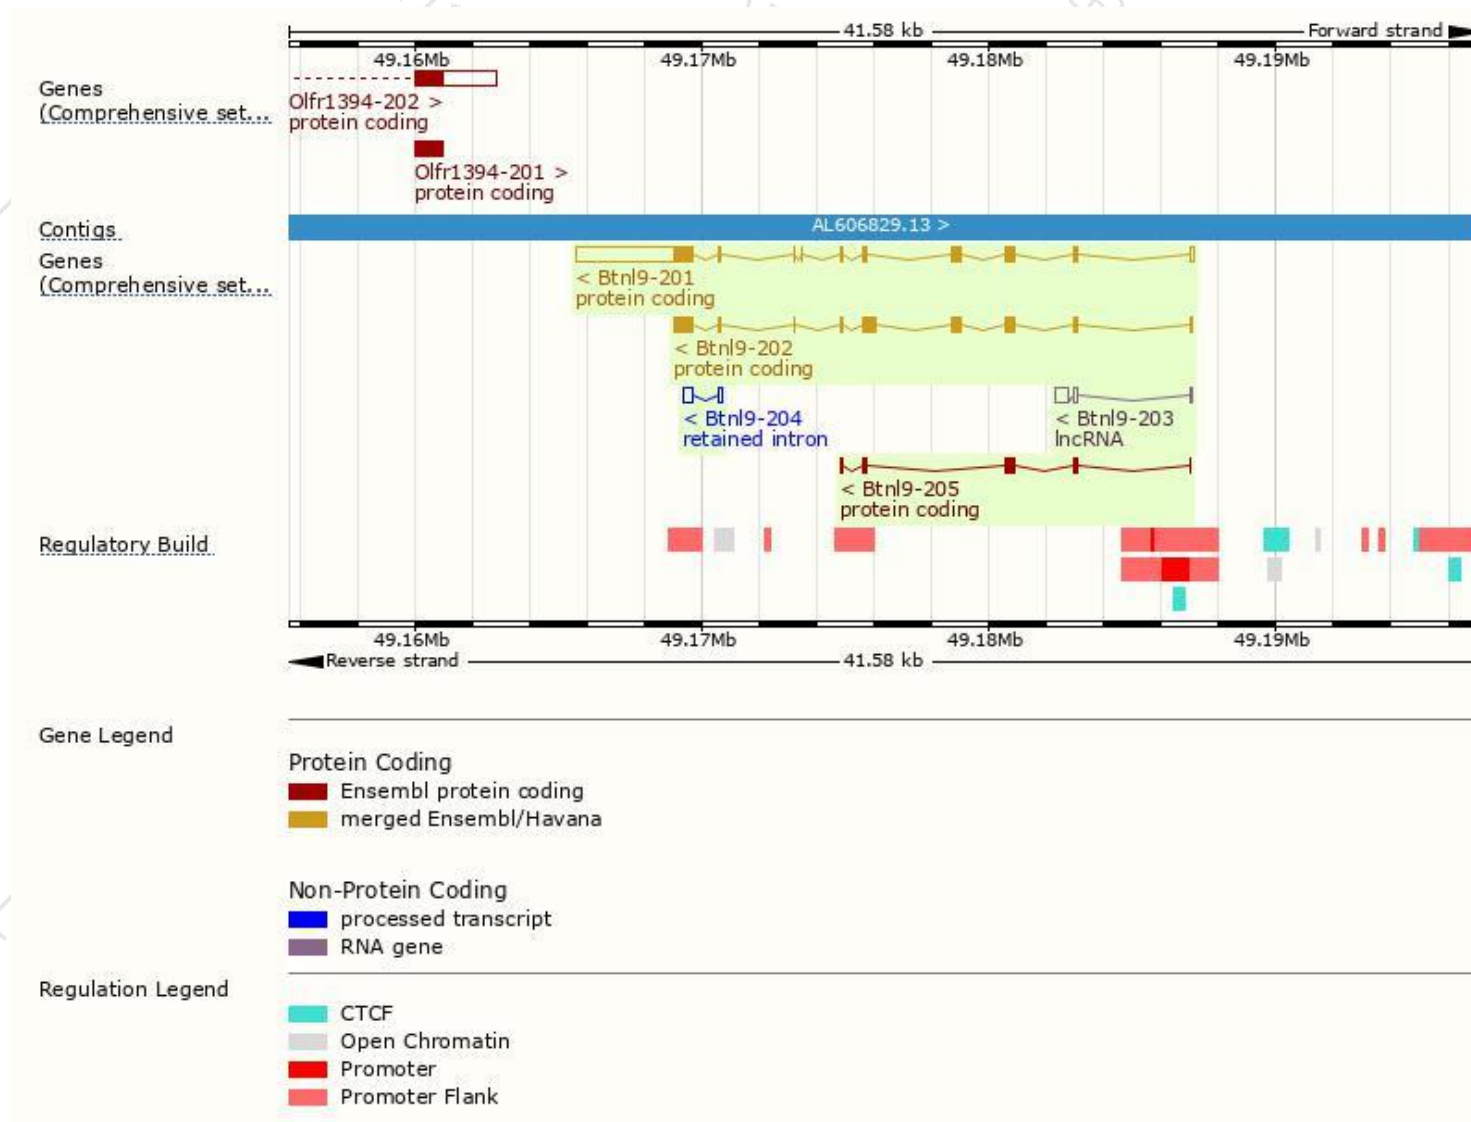 41.58 kb
Forward strand
49.16Mb 49.17Mb 49.18Mb 49.19Mb
Genes
(Comprehensive set...
Olfr1394-202 >
protein coding
Olfr1394-201 >
protein coding
Contigs
AL606829.13 >
Genes
(Comprehensive set...
< Btnl9-201
protein coding
< Btnl9-202
protein coding
< Btnl9-204
retained intron
< Btnl9-203
lncRNA
< Btnl9-205
protein coding
Regulatory Build
49.16Mb 49.17Mb 49.18Mb 49.19Mb
Reverse strand
41.58 kb
Gene Legend
Protein Coding
Ensembl protein coding
merged Ensembl/Havana
Non-Protein Coding
processed transcript
RNA gene
Regulation Legend
CTCF
Open Chromatin
Promoter
Promoter Flank